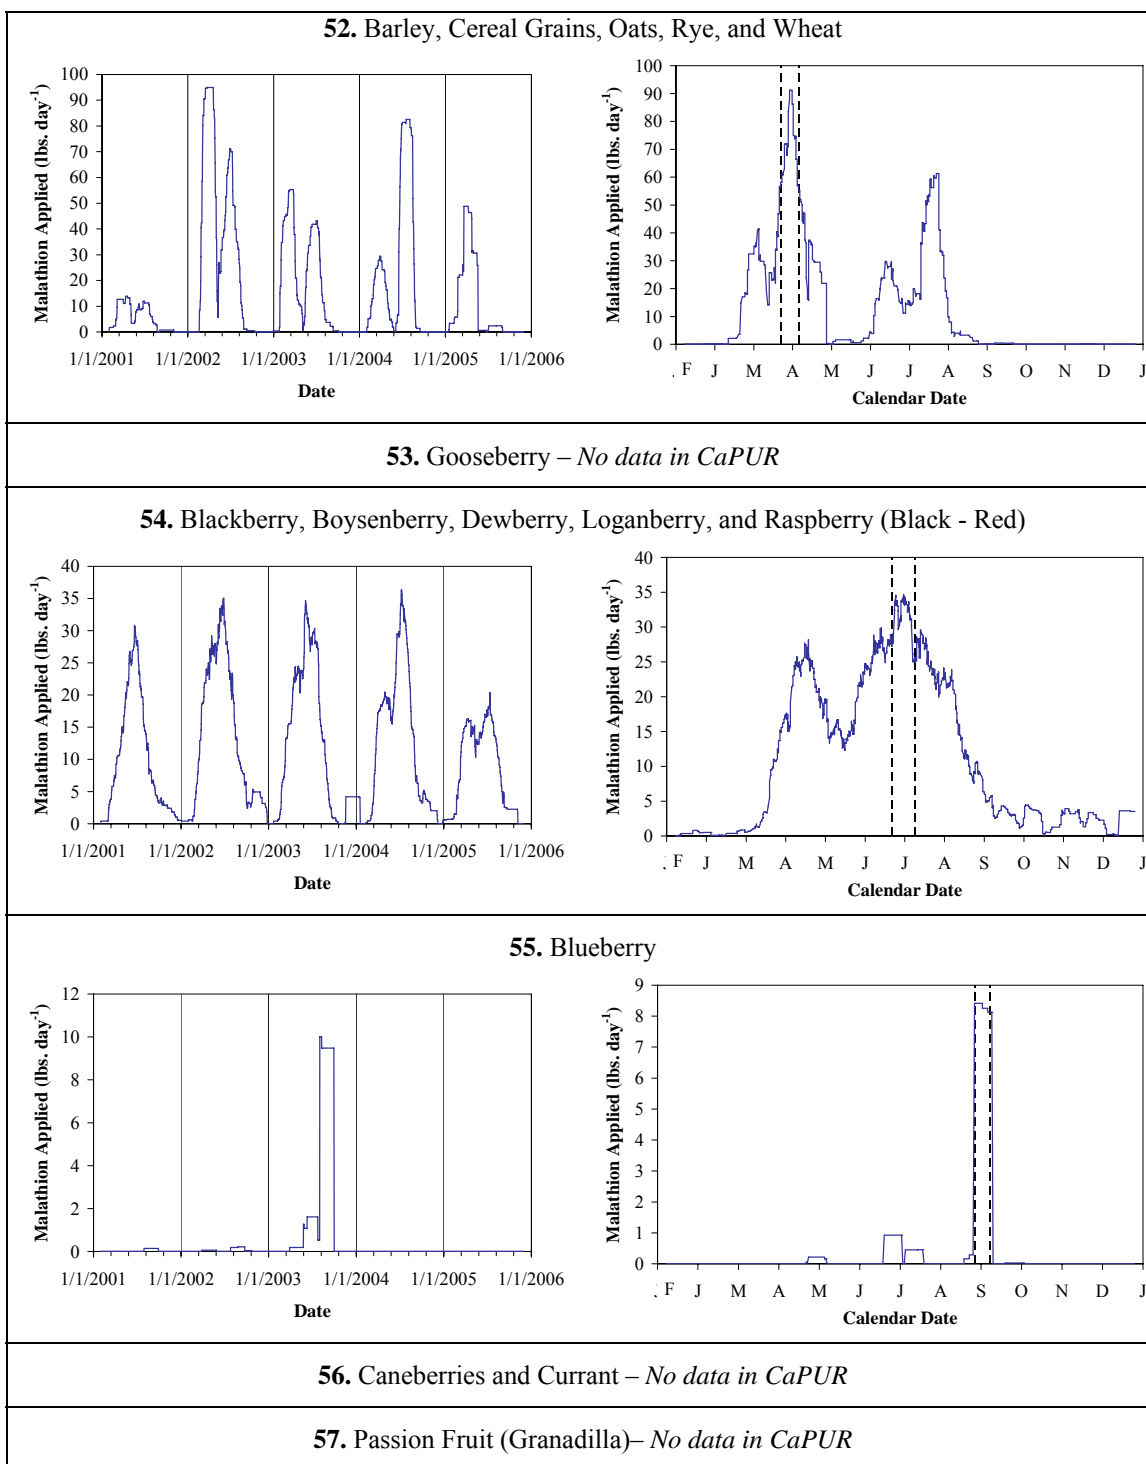 52. Barley, Cereal Grains, Oats, Rye, and Wheat
Malathion Applied (lbs. day-1)
100
90
80
70
60
50
40
30
20
10
0
1/1/2001 1/1/2002 1/1/2003 1/1/2004 1/1/2005 1/1/2006
Date
Malathion Applied (lbs. day-1)
100
90
80
70
60
50
40
30
20
10
0
F J M A M J J A S O N D J
Calendar Date
53. Gooseberry – No data in CaPUR
54. Blackberry, Boysenberry, Dewberry, Loganberry, and Raspberry (Black - Red)
Malathion Applied (lbs. day-1)
40
35
30
25
20
15
10
5
0
1/1/2001 1/1/2002 1/1/2003 1/1/2004 1/1/2005 1/1/2006
Date
Malathion Applied (lbs. day-1)
40
35
30
25
20
15
10
5
0
F J M A M J J A S O N D J
Calendar Date
55. Blueberry
Malathion Applied (lbs. day-1)
12
10
8
6
4
2
0
1/1/2001 1/1/2002 1/1/2003 1/1/2004 1/1/2005 1/1/2006
Date
Malathion Applied (lbs. day-1)
9
8
7
6
5
4
3
2
1
0
F J M A M J J A S O N D J
Calendar Date
56. Caneberries and Currant – No data in CaPUR
57. Passion Fruit (Granadilla)– No data in CaPUR